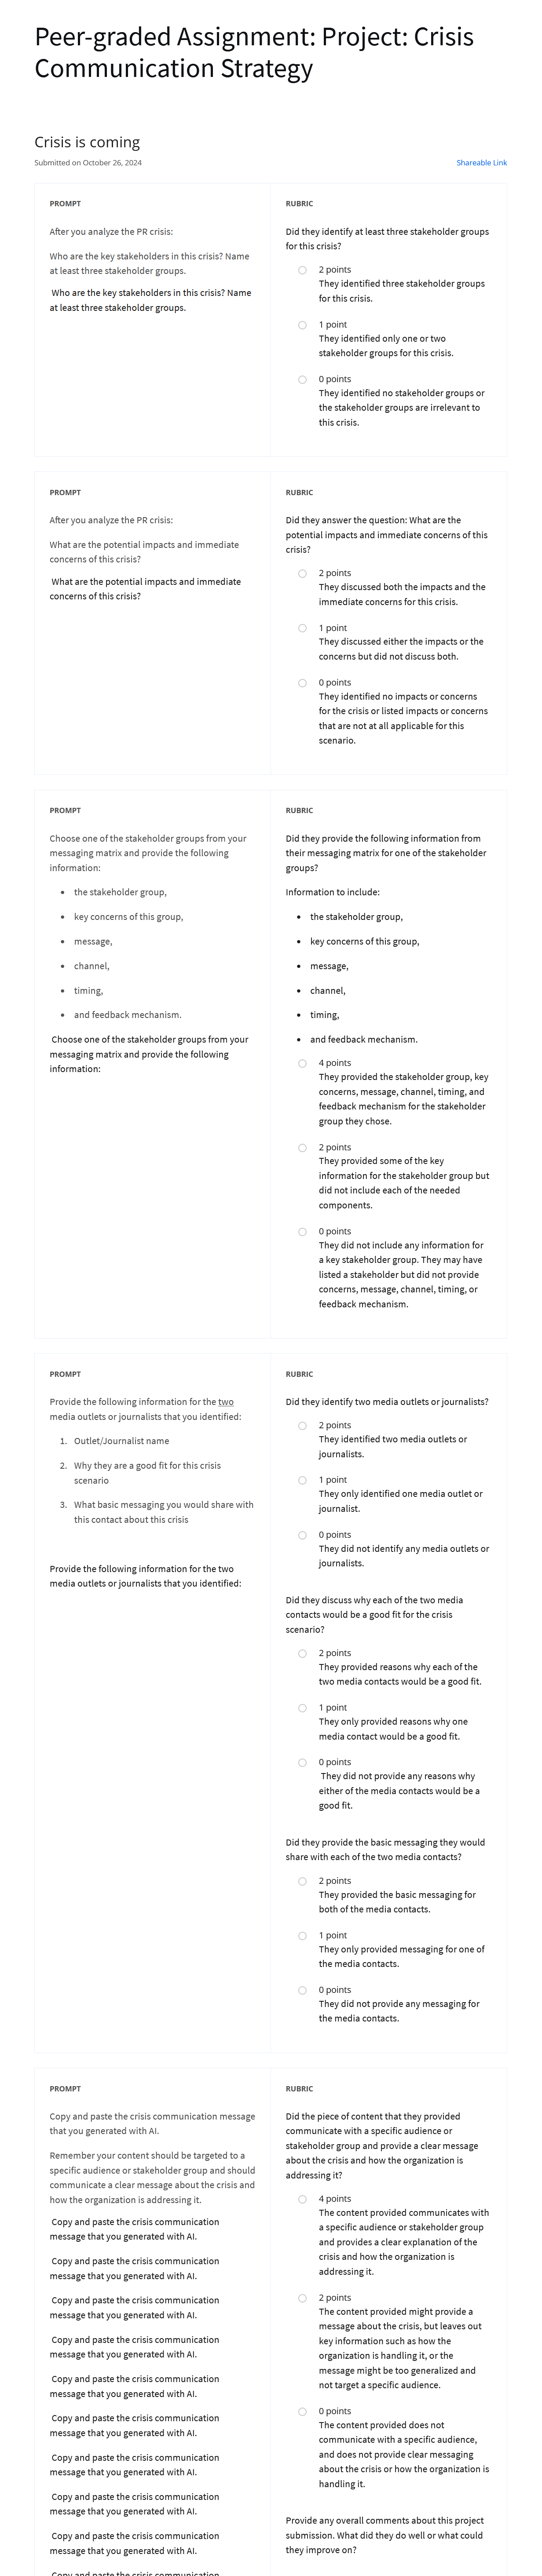 Peer-graded Assignment: Project: Crisis
Communication Strategy
Crisis is coming
Submitted on October 26, 2024
Shareable Link
PROMPT
After you analyze the PR crisis:
Who are the key stakeholders in this crisis? Name
at least three stakeholder groups.
Who are the key stakeholders in this crisis? Name
at least three stakeholder groups.
RUBRIC
Did they identify at least three stakeholder groups
for this crisis?
2 points
They identified three stakeholder groups
for this crisis.
1 point
They identified only one or two
stakeholder groups for this crisis.
0 points
They identified no stakeholder groups or
the stakeholder groups are irrelevant to
this crisis.
PROMPT
After you analyze the PR crisis:
What are the potential impacts and immediate
concerns of this crisis?
What are the potential impacts and immediate
concerns of this crisis?
RUBRIC
Did they answer the question: What are the
potential impacts and immediate concerns of this
crisis?
2 points
They discussed both the impacts and the
immediate concerns for this crisis.
1 point
They discussed either the impacts or the
concerns but did not discuss both.
0 points
They identified no impacts or concerns
for the crisis or listed impacts or concerns
that are not at all applicable for this
scenario.
PROMPT
Choose one of the stakeholder groups from your
messaging matrix and provide the following
information:
• the stakeholder group,
• key concerns of this group,
• message,
• channel,
• timing,
• and feedback mechanism.
Choose one of the stakeholder groups from your
messaging matrix and provide the following
information:
RUBRIC
Did they provide the following information from
their messaging matrix for one of the stakeholder
groups?
Information to include:
• the stakeholder group,
• key concerns of this group,
• message,
• channel,
• timing,
• and feedback mechanism.
4 points
They provided the stakeholder group, key
concerns, message, channel, timing, and
feedback mechanism for the stakeholder
group they chose.
2 points
They provided some of the key
information for the stakeholder group but
did not include each of the needed
components.
0 points
They did not include any information for
a key stakeholder group. They may have
listed a stakeholder but did not provide
concerns, message, channel, timing, or
feedback mechanism.
PROMPT
Provide the following information for the two
media outlets or journalists that you identified:
1. Outlet/Journalist name
2. Why they are a good fit for this crisis
scenario
3. What basic messaging you would share with
this contact about this crisis
Provide the following information for the two
media outlets or journalists that you identified:
RUBRIC
Did they identify two media outlets or journalists?
2 points
They identified two media outlets or
journalists.
1 point
They only identified one media outlet or
journalist.
0 points
They did not identify any media outlets or
journalists.
Did they discuss why each of the two media
contacts would be a good fit for the crisis
scenario?
2 points
They provided reasons why each of the
two media contacts would be a good fit.
1 point
They only provided reasons why one
media contact would be a good fit.
0 points
They did not provide any reasons why
either of the media contacts would be a
good fit.
Did they provide the basic messaging they would
share with each of the two media contacts?
2 points
They provided the basic messaging for
both of the media contacts.
1 point
They only provided messaging for one of
the media contacts.
0 points
They did not provide any messaging for
the media contacts.
PROMPT
Copy and paste the crisis communication message
that you generated with AI.
Remember your content should be targeted to a
specific audience or stakeholder group and should
communicate a clear message about the crisis and
how the organization is addressing it.
Copy and paste the crisis communication
message that you generated with AI.
Copy and paste the crisis communication
message that you generated with AI.
Copy and paste the crisis communication
message that you generated with AI.
Copy and paste the crisis communication
message that you generated with AI.
Copy and paste the crisis communication
message that you generated with AI.
Copy and paste the crisis communication
message that you generated with AI.
Copy and paste the crisis communication
message that you generated with AI.
Copy and paste the crisis communication
message that you generated with AI.
Copy and paste the crisis communication
message that you generated with AI.
Copy and paste the crisis communication
RUBRIC
Did the piece of content that they provided
communicate with a specific audience or
stakeholder group and provide a clear message
about the crisis and how the organization is
addressing it?
4 points
The content provided communicates with
a specific audience or stakeholder group
and provides a clear explanation of the
crisis and how the organization is
addressing it.
2 points
The content provided might provide a
message about the crisis, but leaves out
key information such as how the
organization is handling it, or the
message might be too generalized and
not target a specific audience.
0 points
The content provided does not
communicate with a specific audience,
and does not provide clear messaging
about the crisis or how the organization is
handling it.
Provide any overall comments about this project
submission. What did they do well or what could
they improve on?